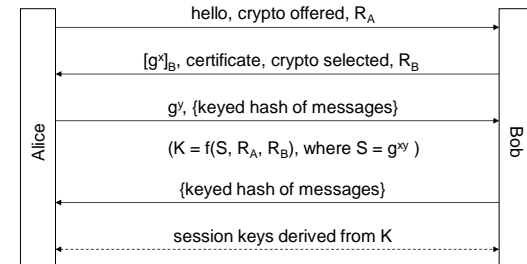 hello, crypto offered, R_A
[g^x]_B, certificate, crypto selected, R_B
g^y, {keyed hash of messages}
Alice
(K = f(S, R_A, R_B), where S = g^xy )
Bob
{keyed hash of messages}
session keys derived from K